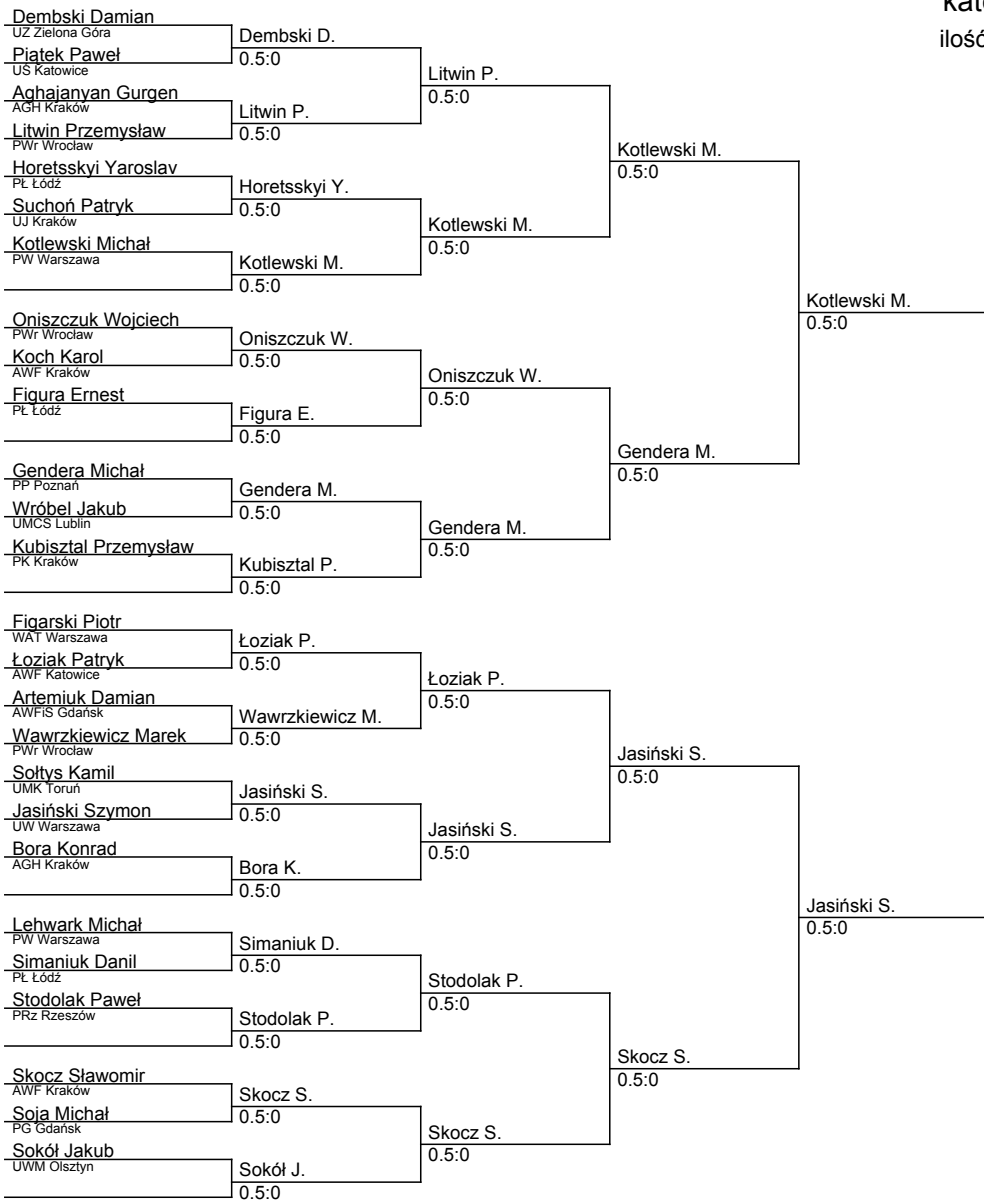 kat
ilość
Dembski Damian
UZ Zielona Góra
Piątek Paweł
UŚ Katowice
Aghajanyan Gurgen
AGH Kraków
Litwin Przemysław
PWr Wrocław
Horetsskyi Yaroslav
PŁ Łódź
Suchoń Patryk
UJ Kraków
Kotlewski Michał
PW Warszawa
Oniszczuk Wojciech
PWr Wrocław
Koch Karol
AWF Kraków
Figura Ernest
PŁ Łódź
Gendera Michał
PP Poznań
Wróbel Jakub
UMCS Lublin
Kubisztal Przemysław
PK Kraków
Figarski Piotr
WAT Warszawa
Łoziak Patryk
AWF Katowice
Artemiuk Damian
AWFiS Gdańsk
Wawrzkiewicz Marek
PWr Wrocław
Sołtys Kamil
UMK Toruń
Jasiński Szymon
UW Warszawa
Bora Konrad
AGH Kraków
Lehwark Michał
PW Warszawa
Simaniuk Danil
PŁ Łódź
Stodolak Paweł
PRz Rzeszów
Skocz Sławomir
AWF Kraków
Soja Michał
PG Gdańsk
Sokół Jakub
UWM Olsztyn
Dembski D.
0.5:0
Litwin P.
0.5:0
Horetsskyi Y.
0.5:0
Kotlewski M.
0.5:0
Oniszczuk W.
0.5:0
Figura E.
0.5:0
Gendera M.
0.5:0
Kubisztal P.
0.5:0
Łoziak P.
0.5:0
Wawrzkiewicz M.
0.5:0
Jasiński S.
0.5:0
Bora K.
0.5:0
Simaniuk D.
0.5:0
Stodolak P.
0.5:0
Skocz S.
0.5:0
Sokół J.
0.5:0
Litwin P.
0.5:0
Kotlewski M.
0.5:0
Oniszczuk W.
0.5:0
Gendera M.
0.5:0
Łoziak P.
0.5:0
Jasiński S.
0.5:0
Stodolak P.
0.5:0
Skocz S.
0.5:0
Kotlewski M.
0.5:0
Gendera M.
0.5:0
Jasiński S.
0.5:0
Skocz S.
0.5:0
Kotlewski M.
0.5:0
Jasiński S.
0.5:0